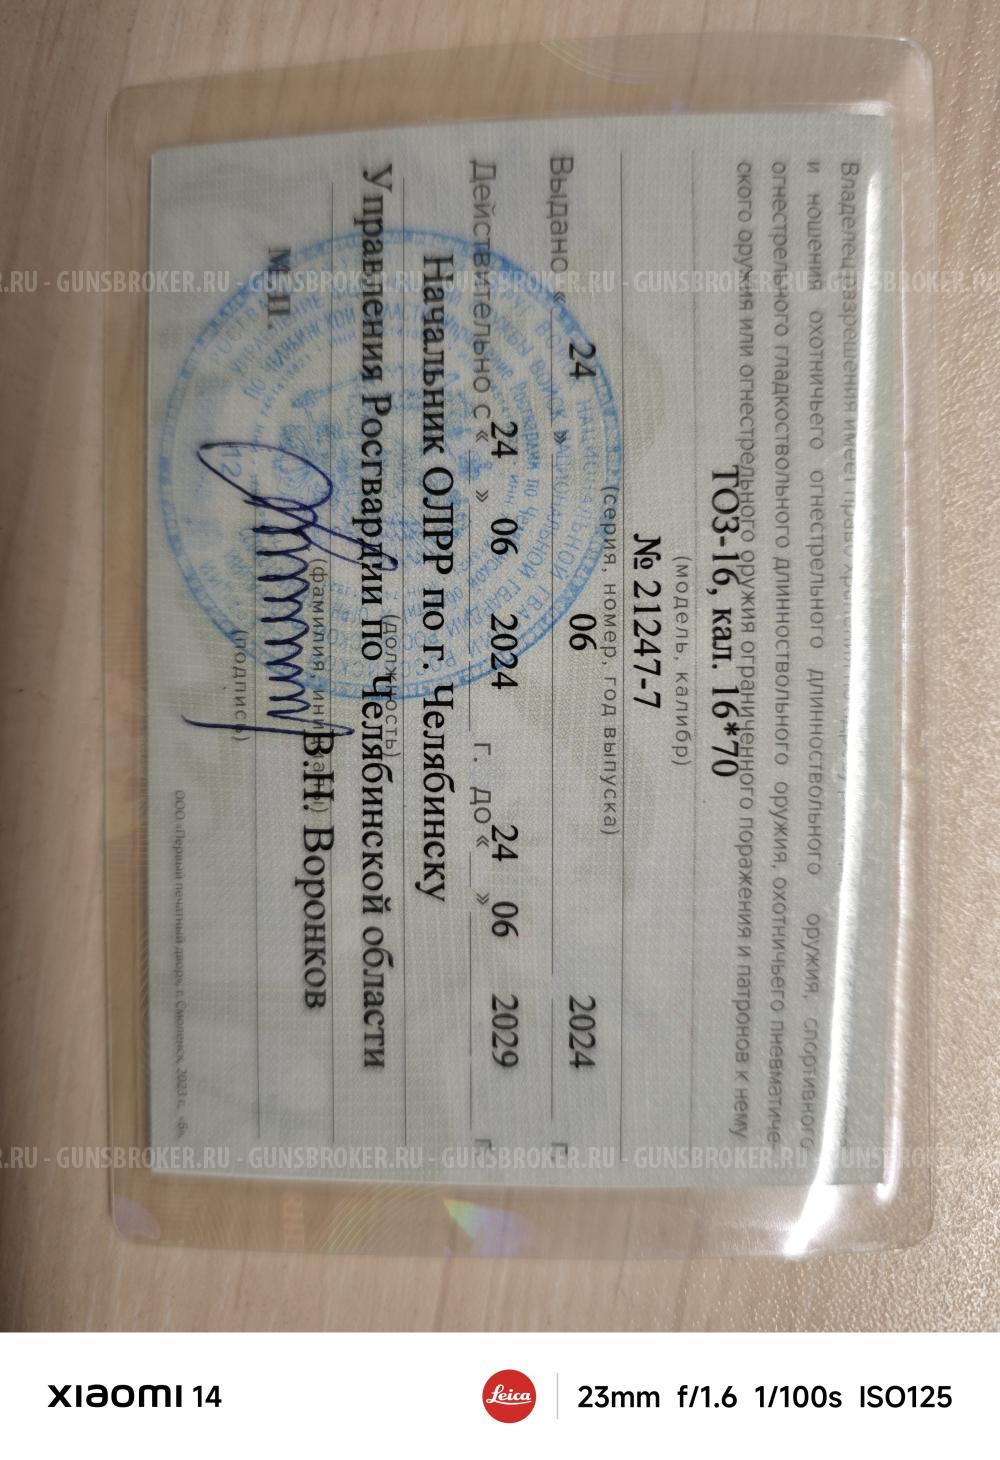 Владелец разрешения имеет право
и ношения охотничьего огнестрельного длинноствольного оружия, спортивного
огнестрельного гладкоствольного длинноствольного оружия, охотничьего пневматиче-
ского оружия или огнестрельного оружия ограниченного поражения и патронов к нему
ТОЗ-16, кал. 16*70
(модель, калибр)
№ 21247-7
(серия, номер, год выпуска)
Выдано « 24 » 06 2024 г.
Действительно с « 24 » 06 2024 г. до « 24 » 06 2029 г.
Начальник ОЛРР по г. Челябинску
(должность)
Управления Росгвардии по Челябинской области
(фамилия, инициалы)
В.Н. Воронков
М.П.
(подпись)
ООО «Первый печатный двор», г. Смоленск, 2023 г.,
GUNSBROKER.RU - GUNSBROKER.RU - GUNSBROKER.RU - GUNSBROKER.RU
GUNSBROKER.RU - GUNSBROKER.RU - GUNSBROKER.RU - GUNSBROKER.RU
XIAOMI 14
Leica
23mm f/1.6 1/100s ISO125